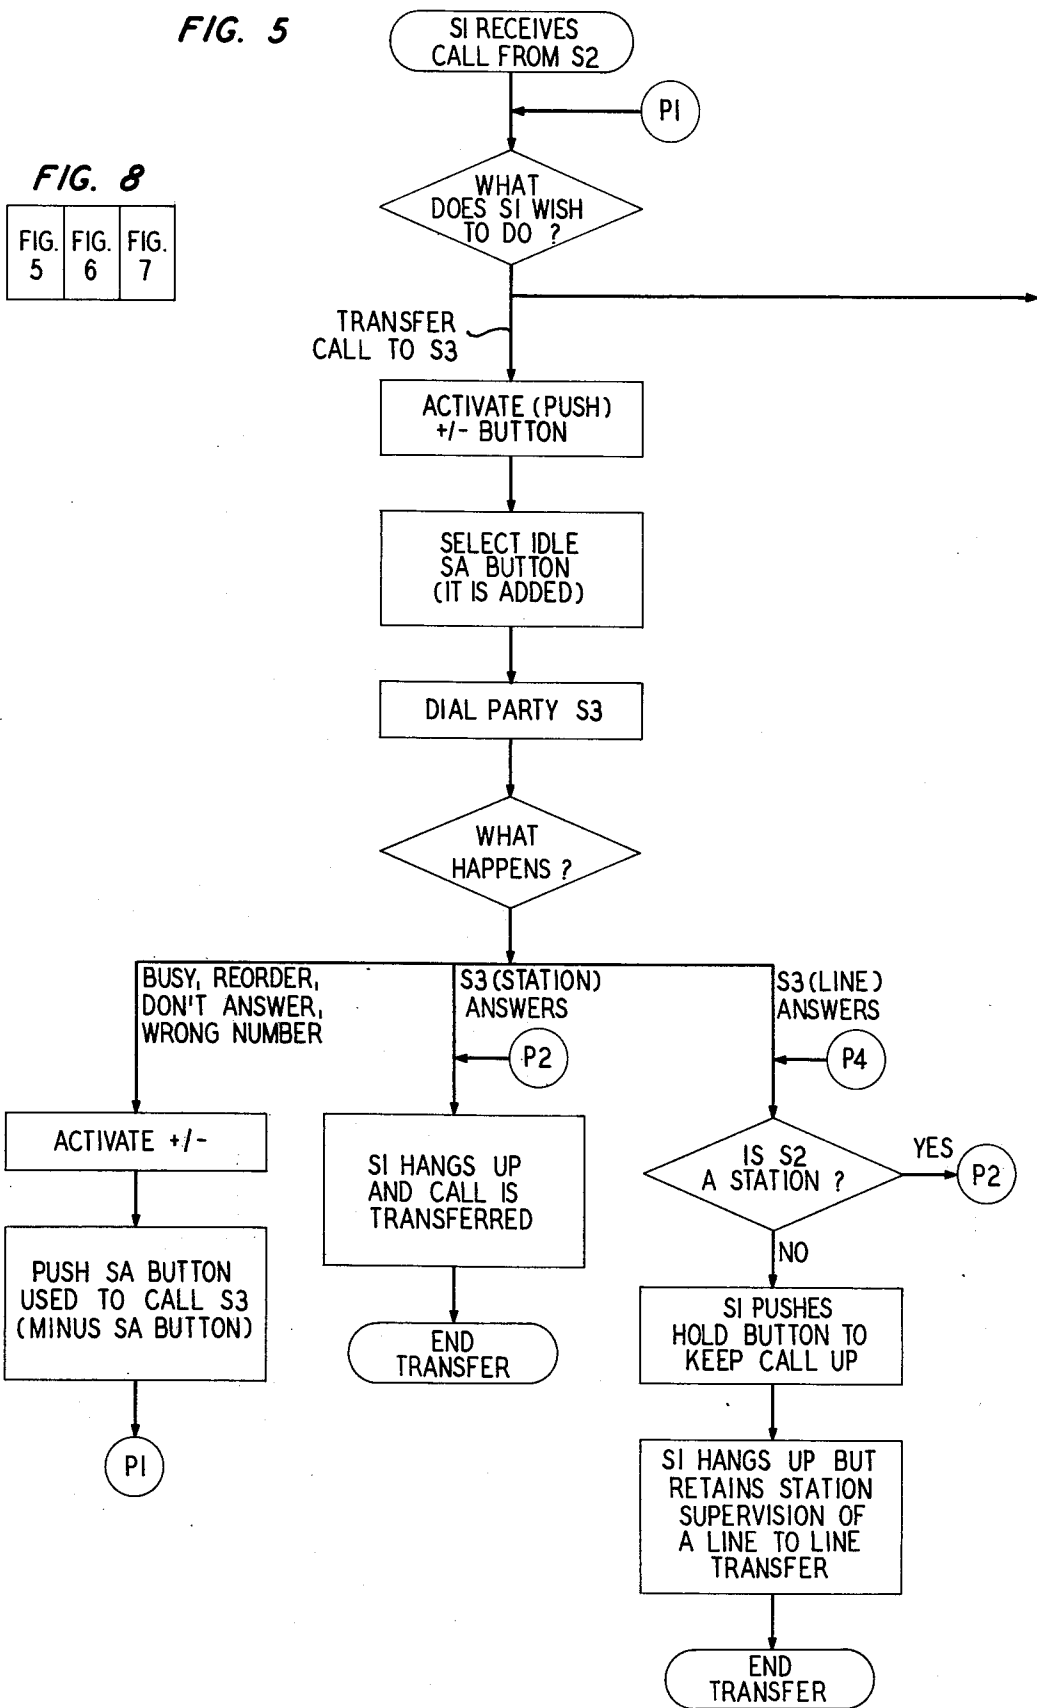 FIG. 5
S1 RECEIVES
CALL FROM S2
P1
FIG. 8
FIG. 5
FIG. 6
FIG. 7
WHAT
DOES S1 WISH
TO DO ?
TRANSFER
CALL TO S3
ACTIVATE (PUSH)
+/- BUTTON
SELECT IDLE
SA BUTTON
(IT IS ADDED)
DIAL PARTY S3
WHAT
HAPPENS ?
BUSY, REORDER,
DON'T ANSWER,
WRONG NUMBER
S3 (STATION)
ANSWERS
S3 (LINE)
ANSWERS
P2
P4
ACTIVATE +/-
S1 HANGS UP
AND CALL IS
TRANSFERRED
IS S2
A STATION ?
YES
P2
NO
PUSH SA BUTTON
USED TO CALL S3
(MINUS SA BUTTON)
END
TRANSFER
S1 PUSHES
HOLD BUTTON TO
KEEP CALL UP
P1
S1 HANGS UP BUT
RETAINS STATION
SUPERVISION OF
A LINE TO LINE
TRANSFER
END
TRANSFER